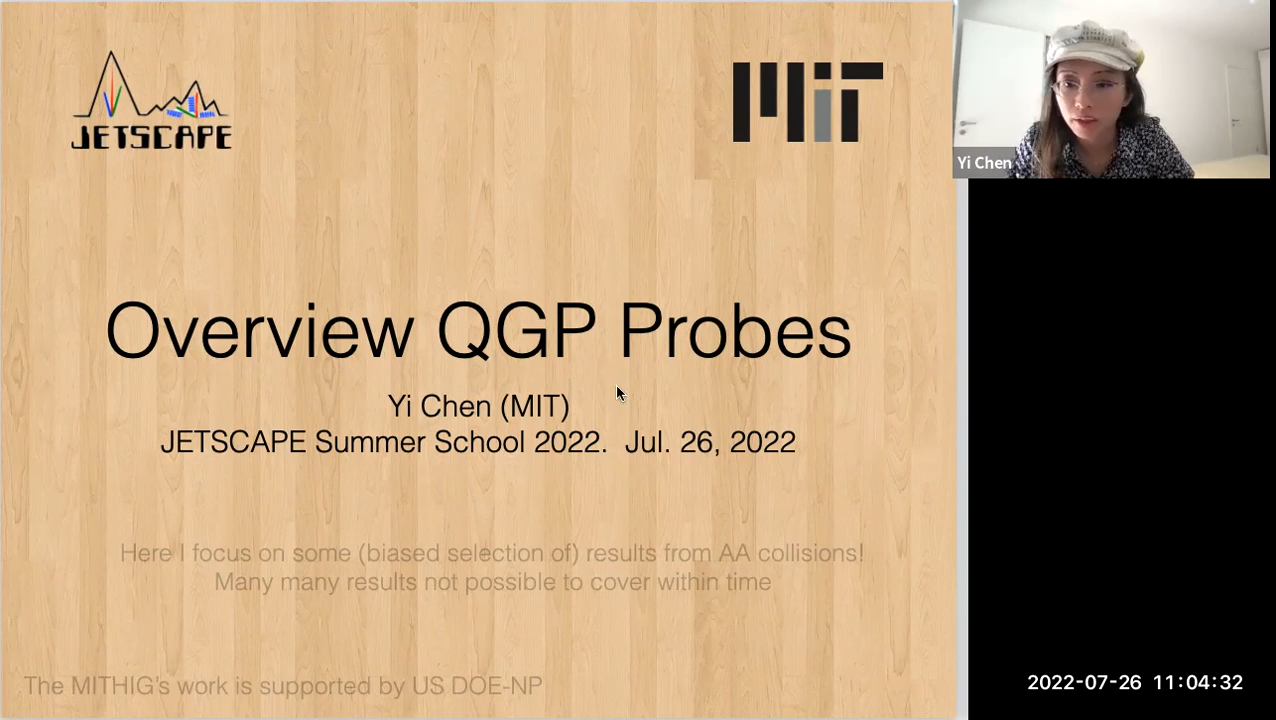 JETSCAPE
MIT
Yi Chen
Overview QGP Probes
Yi Chen (MIT)
JETSCAPE Summer School 2022. Jul. 26, 2022
Here I focus on some (biased selection of) results from AA collisions!
Many many results not possible to cover within time
The MITHIG's work is supported by US DOE-NP
2022-07-26 11:04:32